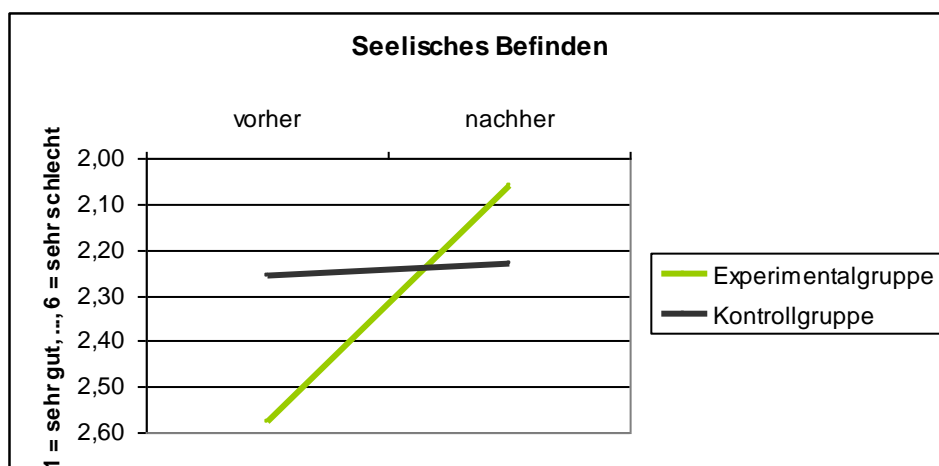 Seelisches Befinden
vorher nachher
1 = sehr gut, ..., 6 = sehr schlecht
2,00
2,10
2,20
2,30
2,40
2,50
2,60
Experimentalgruppe
Kontrollgruppe